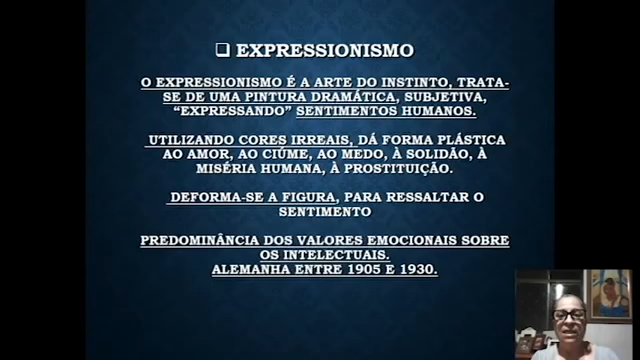 ❑ EXPRESSIONISMO
O EXPRESSIONISMO É A ARTE DO INSTINTO, TRATA-
SE DE UMA PINTURA DRAMÁTICA, SUBJETIVA,
“EXPRESSANDO” SENTIMENTOS HUMANOS.
UTILIZANDO CORES IRREAIS, DÁ FORMA PLÁSTICA
AO AMOR, AO CIÚME, AO MEDO, À SOLIDÃO, À
MISÉRIA HUMANA, À PROSTITUIÇÃO.
DEFORMA-SE A FIGURA, PARA RESSALTAR O
SENTIMENTO
PREDOMINÂNCIA DOS VALORES EMOCIONAIS SOBRE
OS INTELECTUAIS.
ALEMANHA ENTRE 1905 E 1930.